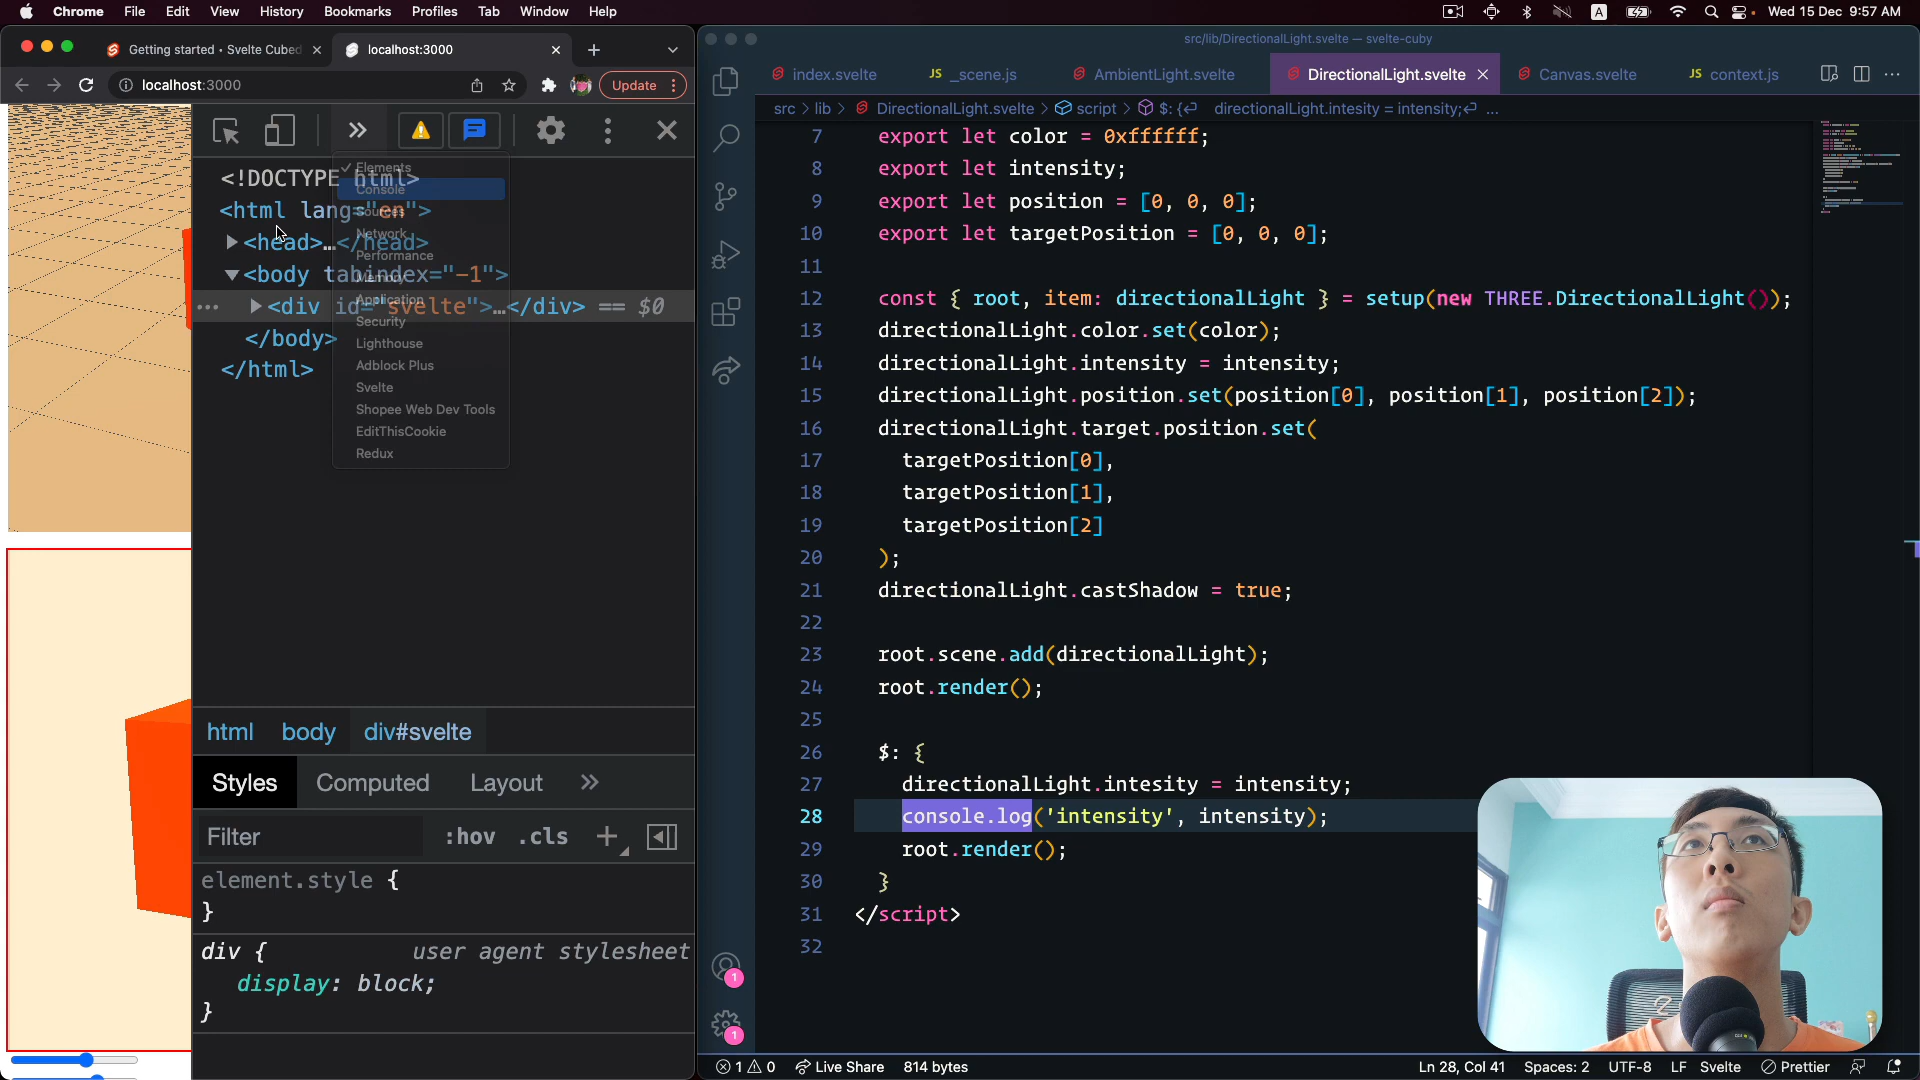 Chrome File Edit View History Bookmarks Profiles Tab Window Help
A Wed 15 Dec 9:57 AM
Getting started • Svelte Cubed
localhost:3000
localhost:3000
Update
<!DOCTYPE html>
<html lang="en">
<head>…</head>
<body tabindex="-1">
<div id="svelte">…</div> == $0
</body>
</html>
✓ Elements
Console
Sources
Network
Performance
Memory
Application
Security
Lighthouse
Adblock Plus
Svelte
Shopee Web Dev Tools
EditThisCookie
Redux
html body div#svelte
Styles Computed Layout
Filter :hov .cls
element.style {
}
div { user agent stylesheet
display: block;
}
src/lib/DirectionalLight.svelte — svelte-cuby
index.svelte JS _scene.js AmbientLight.svelte DirectionalLight.svelte Canvas.svelte JS context.js
src > lib > DirectionalLight.svelte > script > $: {↵ directionalLight.intesity = intensity;↵ ...
7 export let color = 0xffffff;
8 export let intensity;
9 export let position = [0, 0, 0];
10 export let targetPosition = [0, 0, 0];
11
12 const { root, item: directionalLight } = setup(new THREE.DirectionalLight());
13 directionalLight.color.set(color);
14 directionalLight.intensity = intensity;
15 directionalLight.position.set(position[0], position[1], position[2]);
16 directionalLight.target.position.set(
17 targetPosition[0],
18 targetPosition[1],
19 targetPosition[2]
20 );
21 directionalLight.castShadow = true;
22
23 root.scene.add(directionalLight);
24 root.render();
25
26 $: {
27 directionalLight.intesity = intensity;
28 console.log('intensity', intensity);
29 root.render();
30 }
31 </script>
32
1
1
1 0 Live Share 814 bytes Ln 28, Col 41 Spaces: 2 UTF-8 LF Svelte Prettier